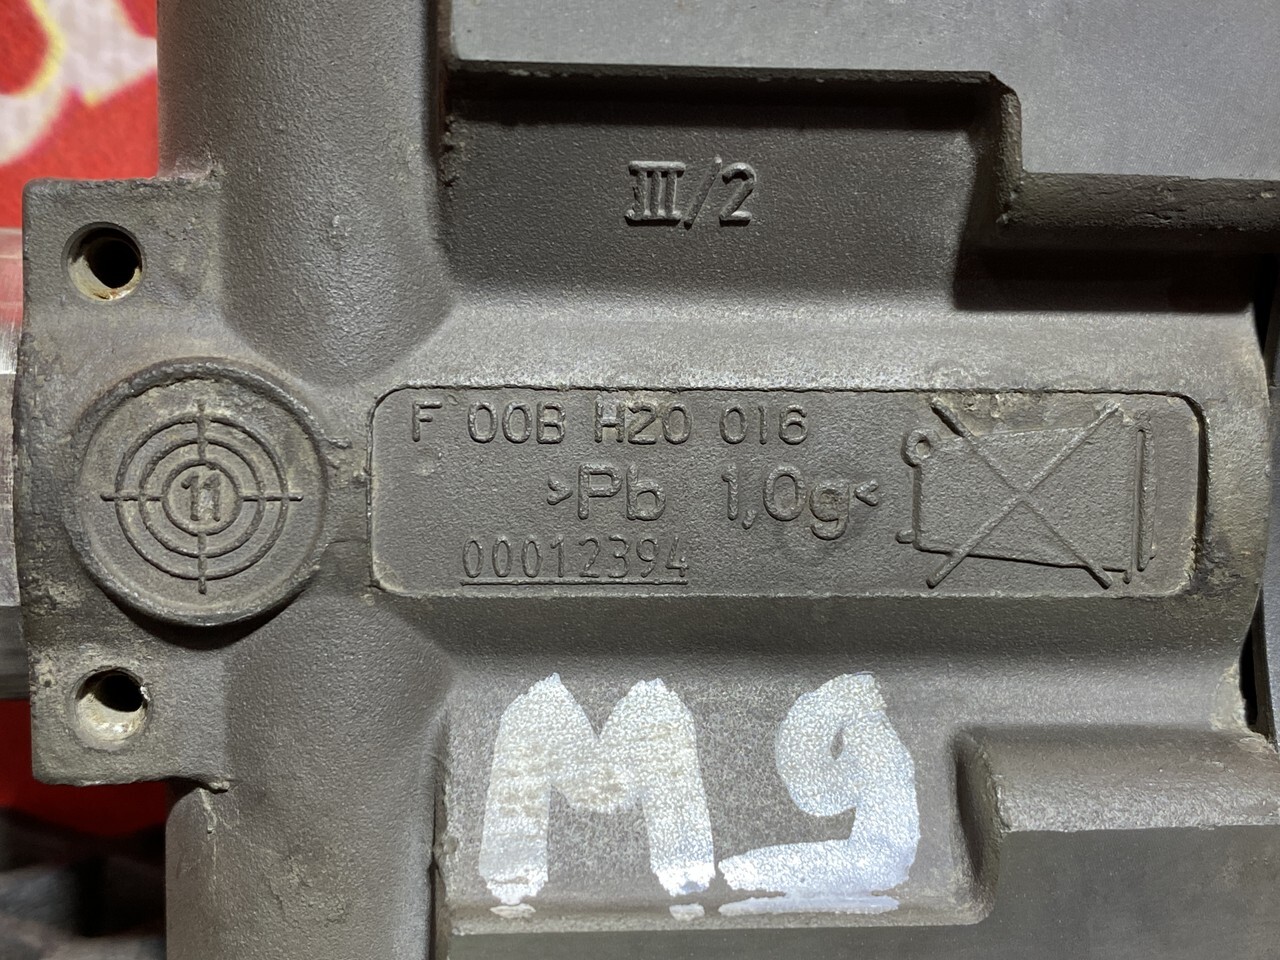 III/2
11
F 00B H20 016
>Pb 1,0g<
00012394
M9